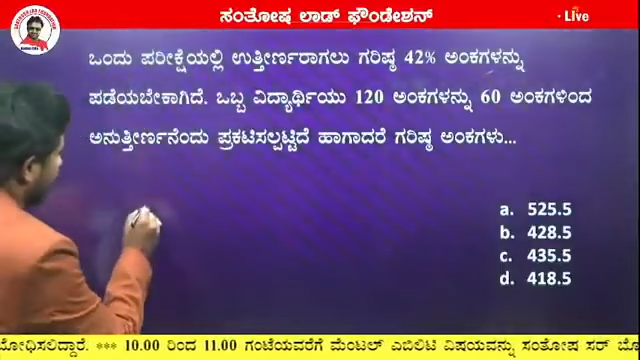 ಸಂತೋಷ ಲಾಡ್ ಫೌಂಡೇಶನ್
Live
ಒಂದು ಪರೀಕ್ಷೆಯಲ್ಲಿ ಉತ್ತೀರ್ಣರಾಗಲು ಗರಿಷ್ಠ 42% ಅಂಕಗಳನ್ನು
ಪಡೆಯಬೇಕಾಗಿದೆ. ಒಬ್ಬ ವಿದ್ಯಾರ್ಥಿಯು 120 ಅಂಕಗಳನ್ನು 60 ಅಂಕಗಳಿಂದ
ಅನುತ್ತೀರ್ಣನೆಂದು ಪ್ರಕಟಿಸಲ್ಪಟ್ಟಿದೆ ಹಾಗಾದರೆ ಗರಿಷ್ಠ ಅಂಕಗಳು...
a. 525.5
b. 428.5
c. 435.5
d. 418.5
ಬೋಧಿಸಲಿದ್ದಾರೆ. *** 10.00 ರಿಂದ 11.00 ಗಂಟೆಯವರೆಗೆ ಮೆಂಟಲ್ ಎಬಿಲಿಟಿ ವಿಷಯವನ್ನು ಸಂತೋಷ ಸರ್ ಬೋ